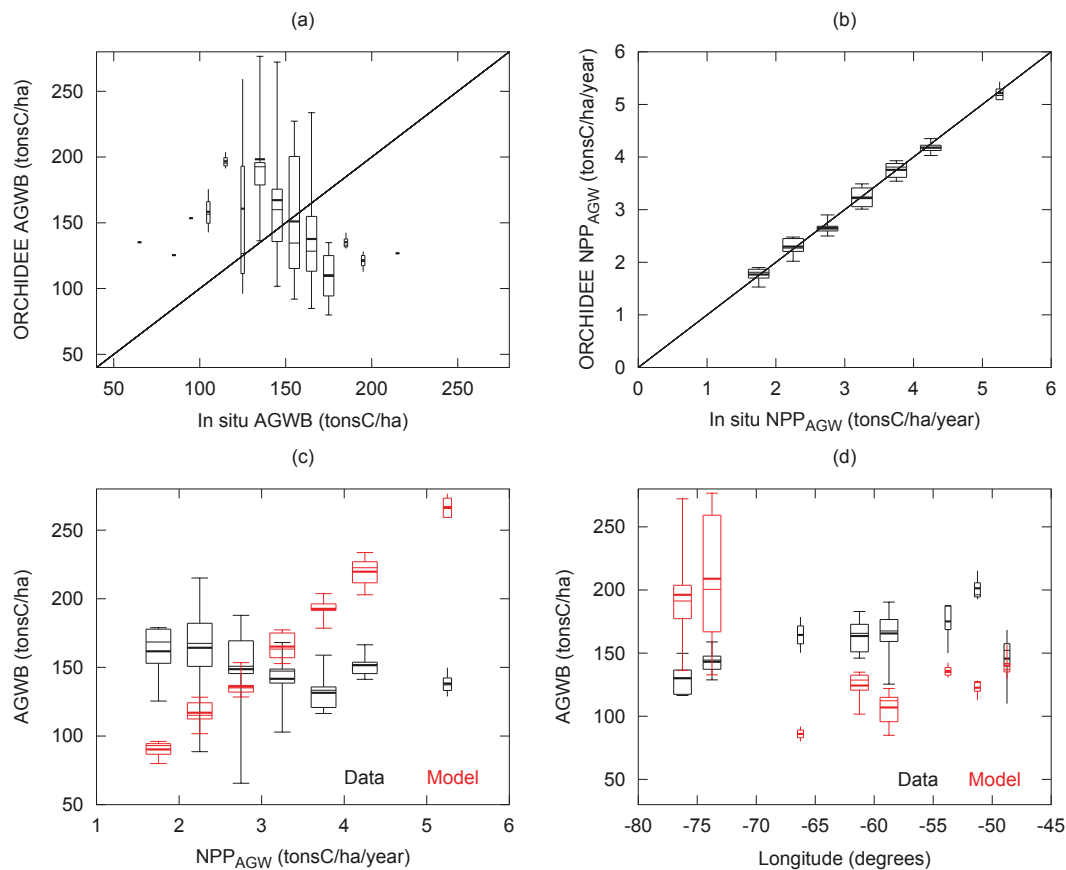 (a)
ORCHIDEE AGWB (tonsC/ha)
250
200
150
100
50
50 100 150 200 250
In situ AGWB (tonsC/ha)
(b)
ORCHIDEE NPP_AGW (tonsC/ha/year)
6
5
4
3
2
1
0
0 1 2 3 4 5 6
In situ NPP_AGW (tonsC/ha/year)
(c)
AGWB (tonsC/ha)
250
200
150
100
50
Data Model
1 2 3 4 5 6
NPP_AGW (tonsC/ha/year)
(d)
AGWB (tonsC/ha)
250
200
150
100
50
Data Model
-80 -75 -70 -65 -60 -55 -50 -45
Longitude (degrees)